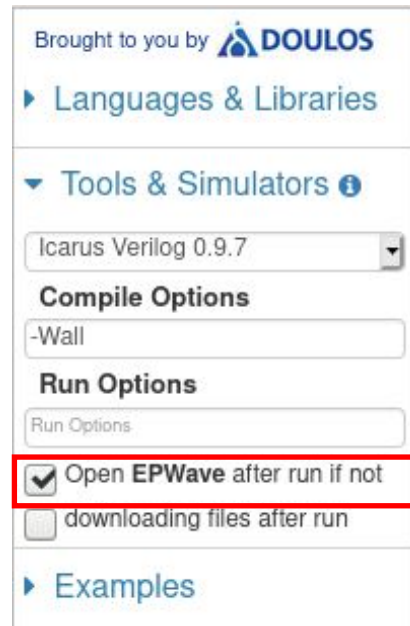 Brought to you by DOULOS
Languages & Libraries
Tools & Simulators
Icarus Verilog 0.9.7
Compile Options
-Wall
Run Options
Run Options
Open EPWave after run if not
downloading files after run
Examples